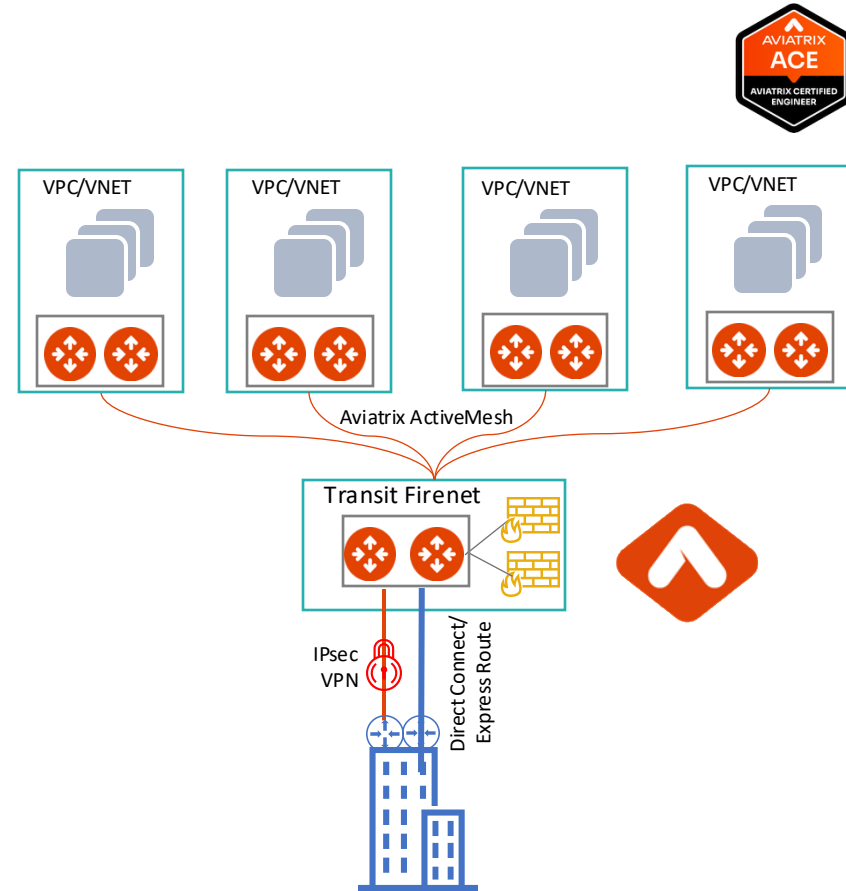 AVIATRIX
ACE
AVIATRIX CERTIFIED
ENGINEER
VPC/VNET
VPC/VNET
VPC/VNET
VPC/VNET
Aviatrix ActiveMesh
Transit Firenet
IPsec
VPN
Direct Connect/
Express Route